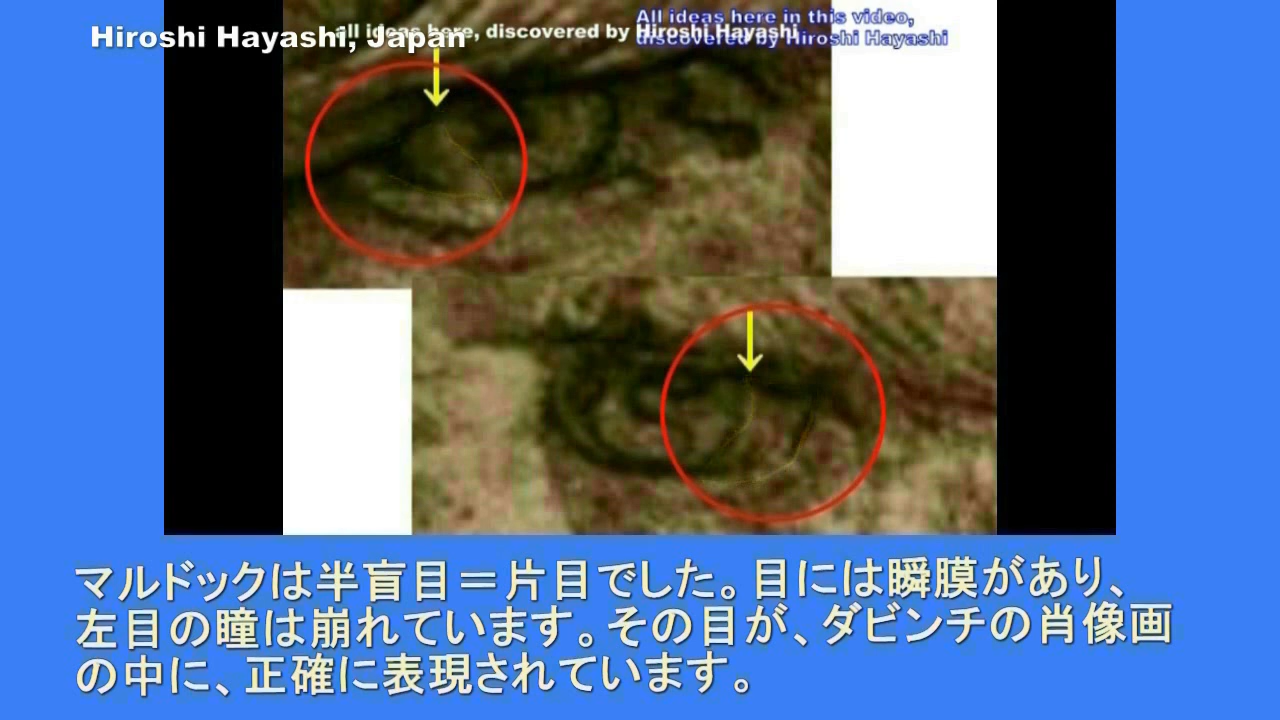 Hiroshi Hayashi, Japan
all ideas here, discovered by Hiroshi Hayashi
All ideas here in this video,
discovered by Hiroshi Hayashi
マルドックは半盲目＝片目でした。目には瞬膜があり、
左目の瞳は崩れています。その目が、ダビンチの肖像画
の中に、正確に表現されています。